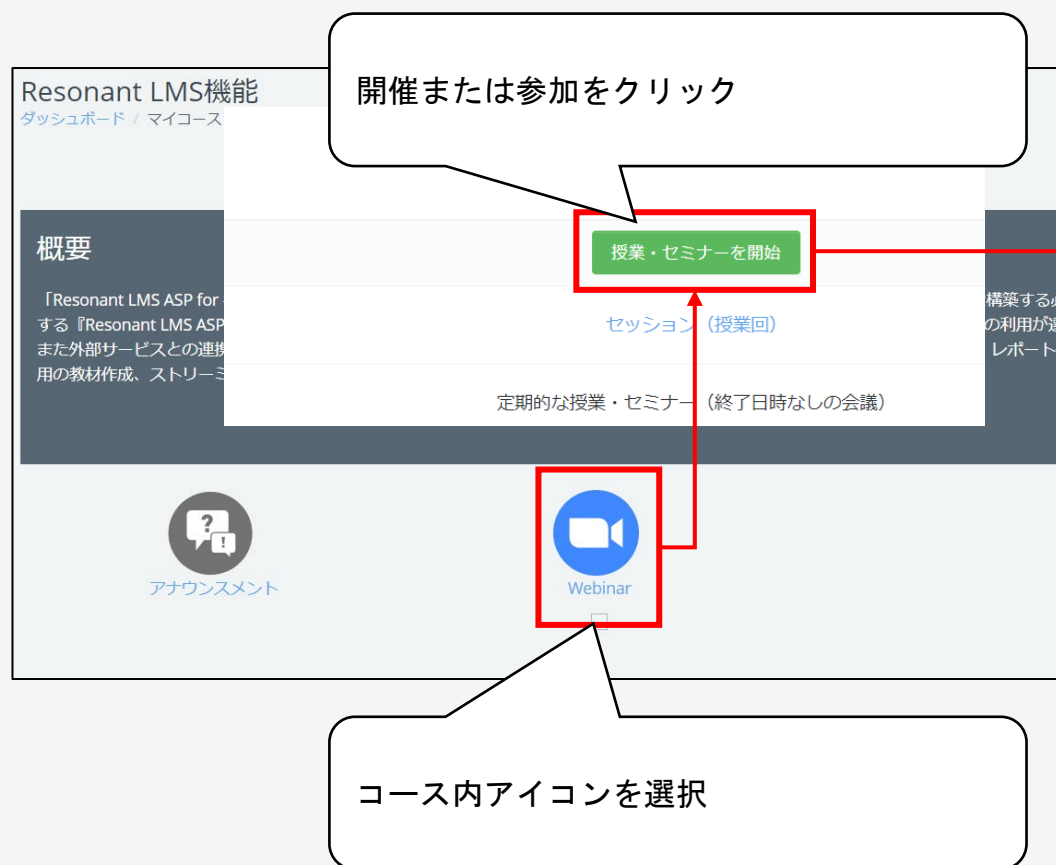 開催または参加をクリック
Resonant LMS機能
ダッシュボード / マイコース
授業・セミナーを開始
概要
「Resonant LMS ASP for
構築する
する『Resonant LMS ASP
セッション（授業回）
の利用が
また外部サービスとの連携
レポート
用の教材作成、ストリーミ
定期的な授業・セミナー（終了日時なしの会議）
? !
アナウンスメント
Webinar
コース内アイコンを選択